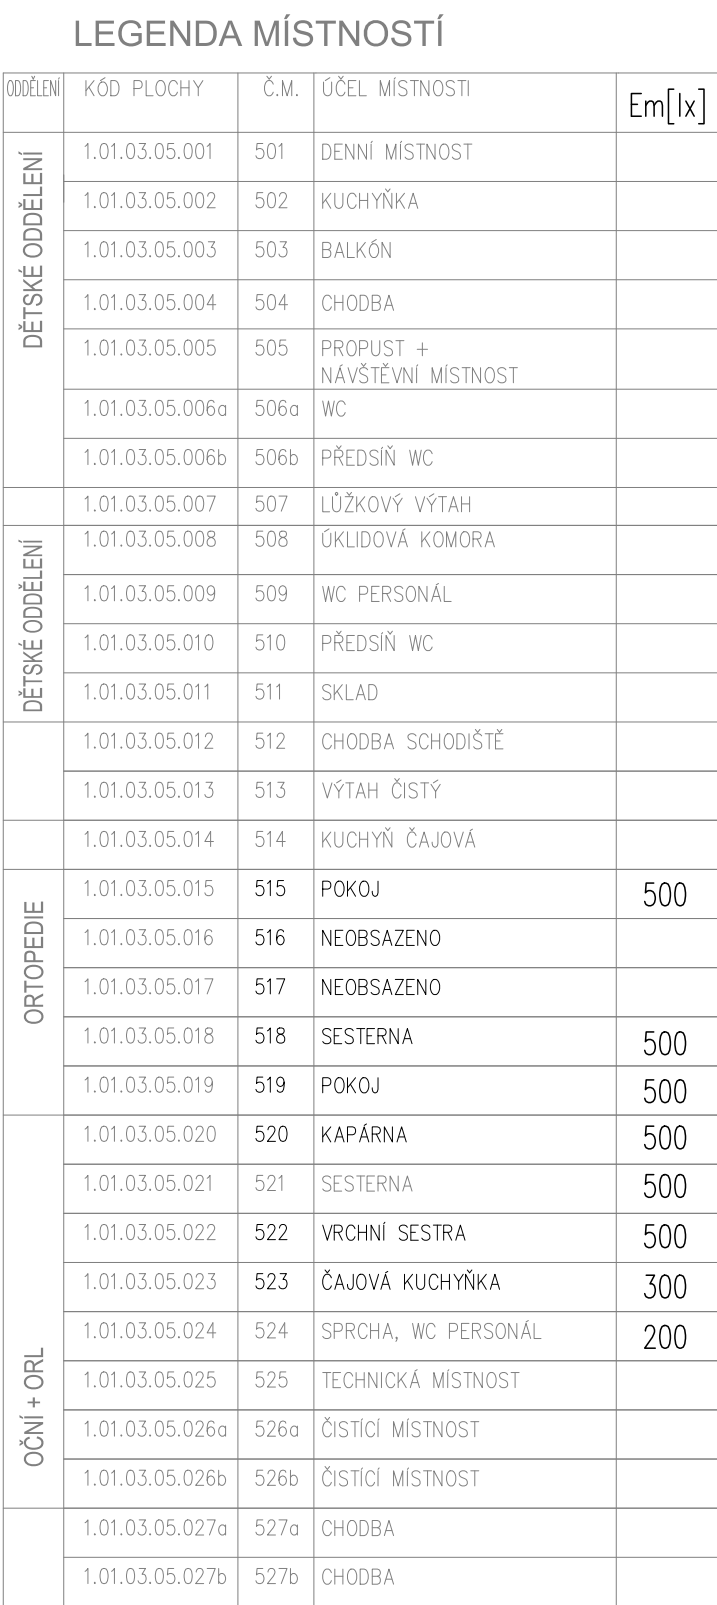 LEGENDA MÍSTNOSTÍ
ODDĚLENÍ KÓD PLOCHY Č.M. ÚČEL MÍSTNOSTI Em[lx]
DĚTSKÉ ODDĚLENÍ
1.01.03.05.001 501 DENNÍ MÍSTNOST
1.01.03.05.002 502 KUCHYŇKA
1.01.03.05.003 503 BALKÓN
1.01.03.05.004 504 CHODBA
1.01.03.05.005 505 PROPUST +
NÁVŠTĚVNÍ MÍSTNOST
1.01.03.05.006a 506a WC
1.01.03.05.006b 506b PŘEDSÍŇ WC
1.01.03.05.007 507 LŮŽKOVÝ VÝTAH
DĚTSKÉ ODDĚLENÍ
1.01.03.05.008 508 ÚKLIDOVÁ KOMORA
1.01.03.05.009 509 WC PERSONÁL
1.01.03.05.010 510 PŘEDSÍŇ WC
1.01.03.05.011 511 SKLAD
1.01.03.05.012 512 CHODBA SCHODIŠTĚ
1.01.03.05.013 513 VÝTAH ČISTÝ
1.01.03.05.014 514 KUCHYŇ ČAJOVÁ
ORTOPEDIE
1.01.03.05.015 515 POKOJ 500
1.01.03.05.016 516 NEOBSAZENO
1.01.03.05.017 517 NEOBSAZENO
1.01.03.05.018 518 SESTERNA 500
1.01.03.05.019 519 POKOJ 500
OČNÍ + ORL
1.01.03.05.020 520 KAPÁRNA 500
1.01.03.05.021 521 SESTERNA 500
1.01.03.05.022 522 VRCHNÍ SESTRA 500
1.01.03.05.023 523 ČAJOVÁ KUCHYŇKA 300
1.01.03.05.024 524 SPRCHA, WC PERSONÁL 200
1.01.03.05.025 525 TECHNICKÁ MÍSTNOST
1.01.03.05.026a 526a ČISTÍCÍ MÍSTNOST
1.01.03.05.026b 526b ČISTÍCÍ MÍSTNOST
1.01.03.05.027a 527a CHODBA
1.01.03.05.027b 527b CHODBA